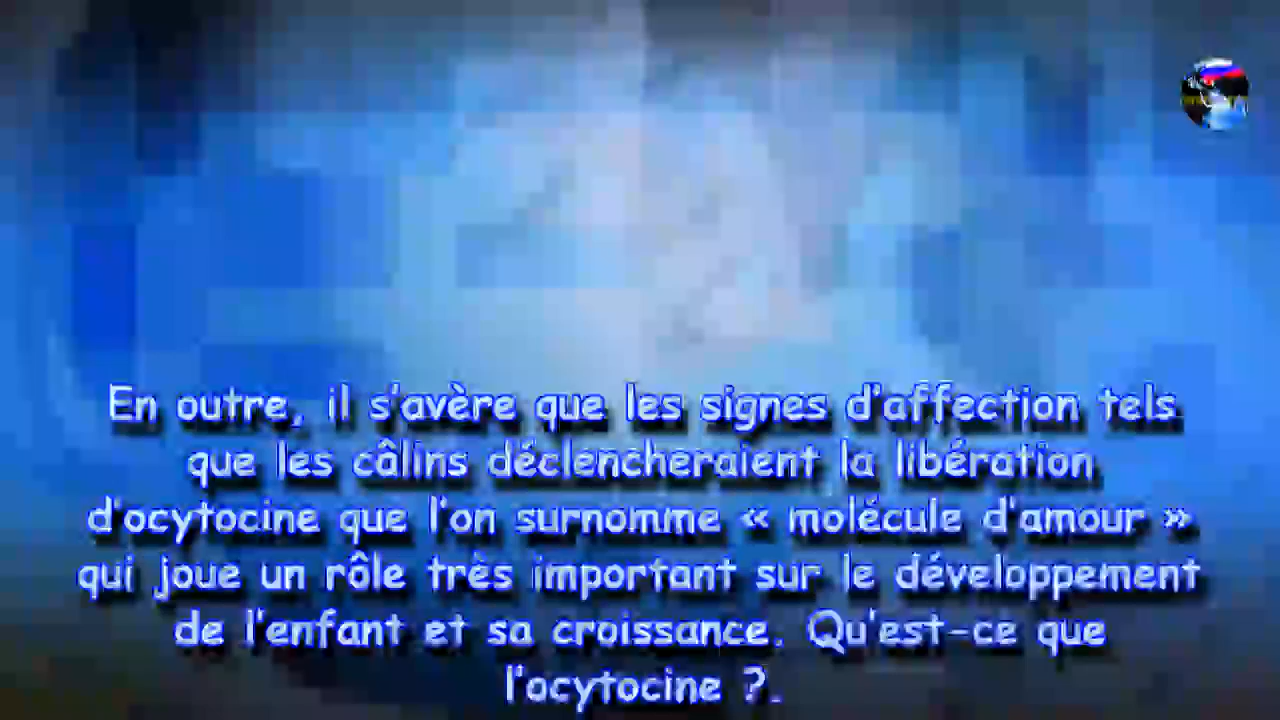 En outre, il s'avère que les signes d'affection tels
que les câlins déclencheraient la libération
d'ocytocine que l'on surnomme « molécule d'amour »
qui joue un rôle très important sur le développement
de l'enfant et sa croissance. Qu'est-ce que
l'ocytocine ?.